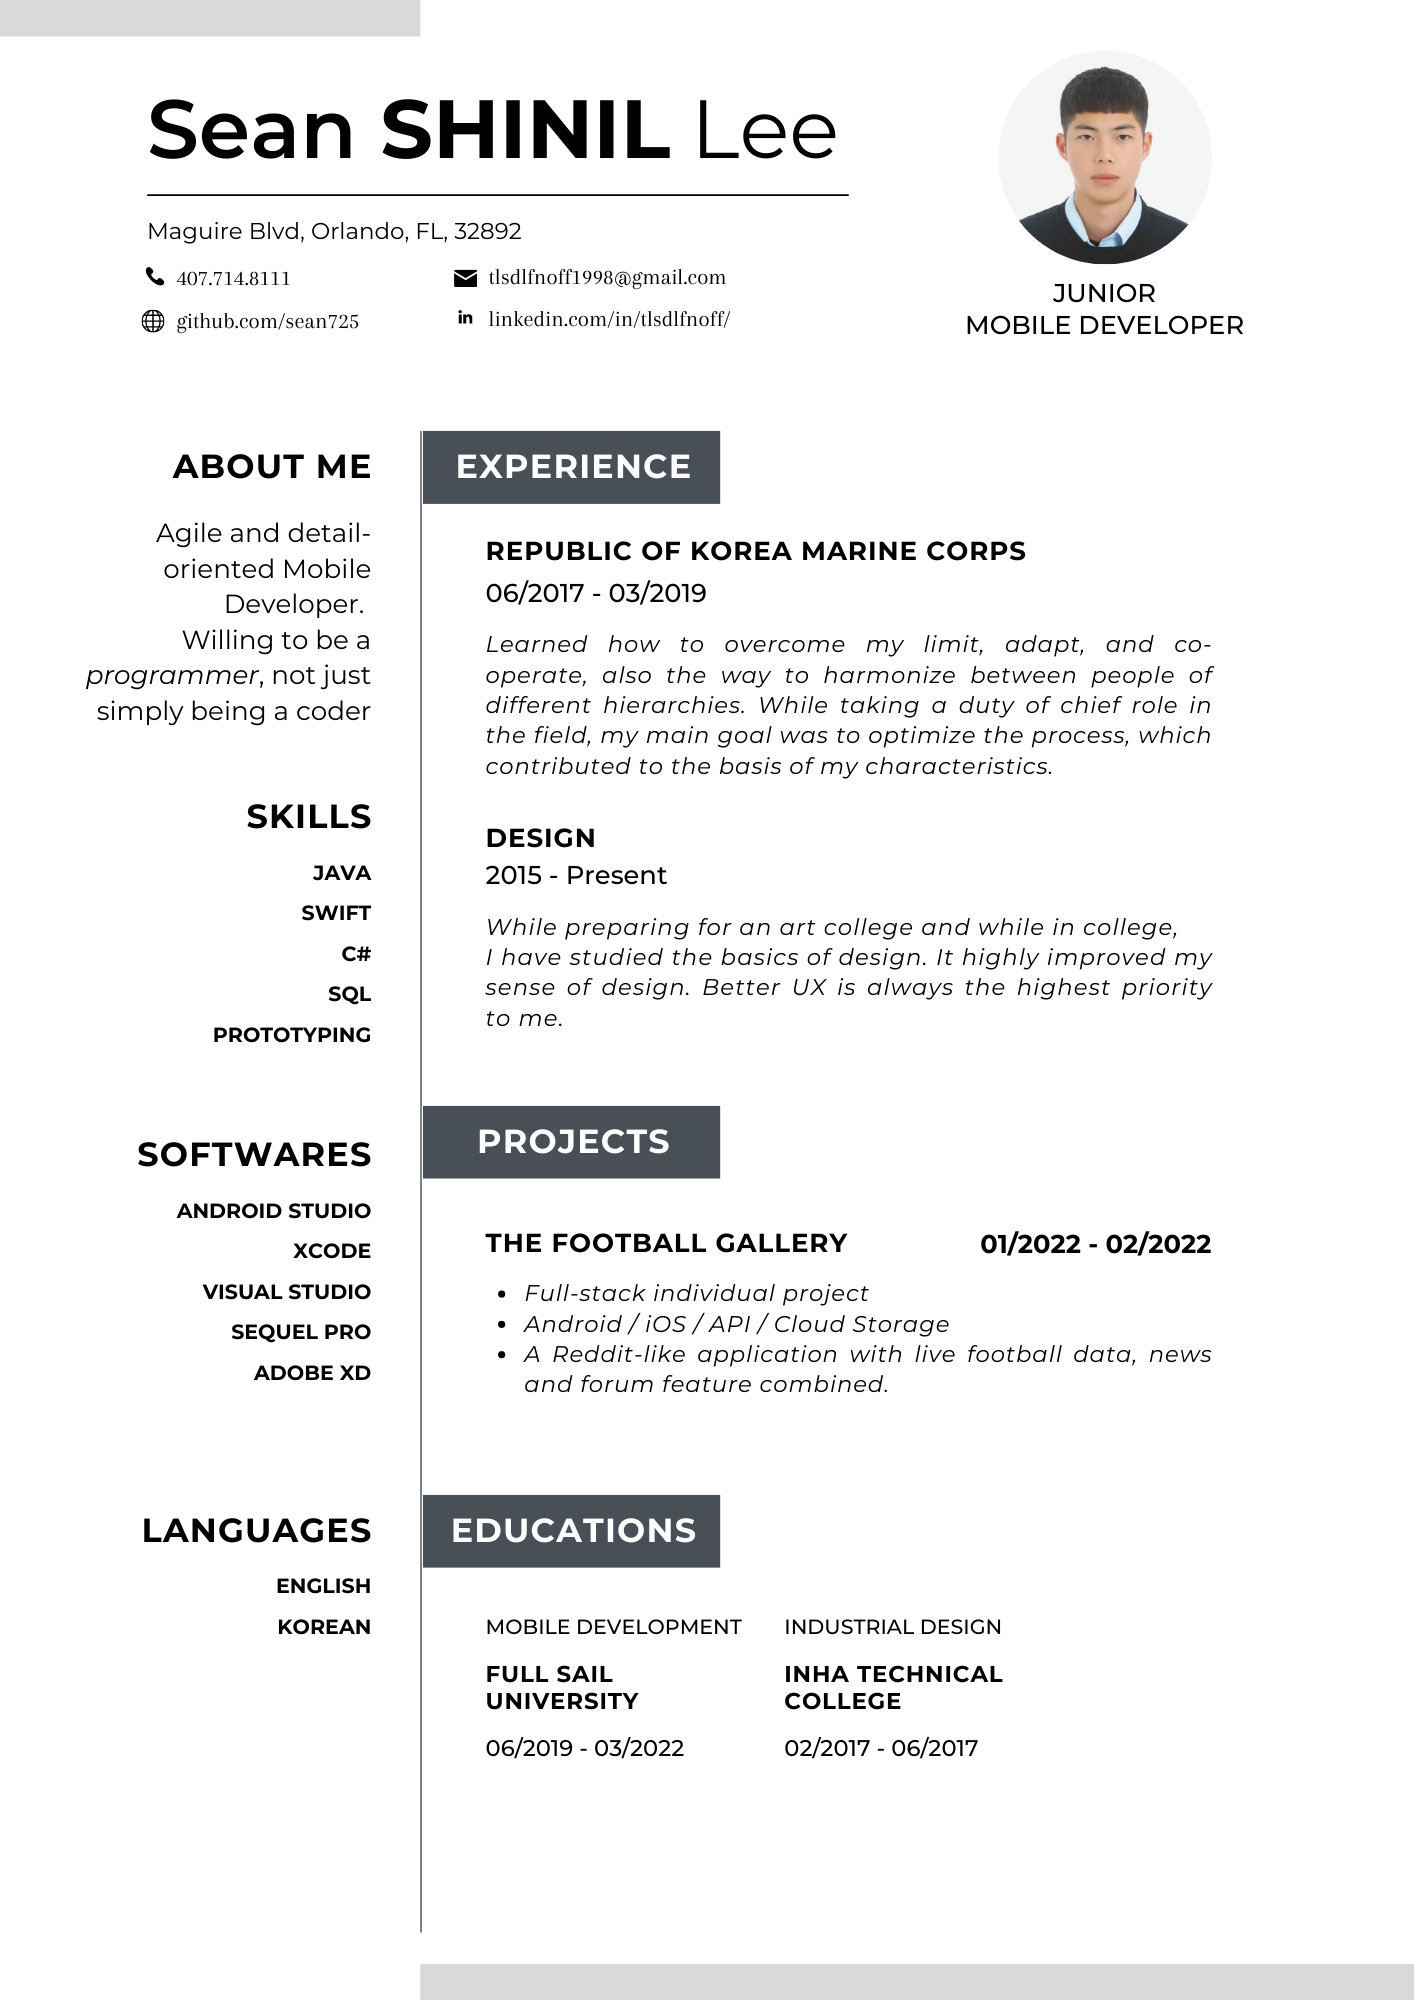 Sean SHINIL Lee
Maguire Blvd, Orlando, FL, 32892
407.714.8111
tlsdlfnoff1998@gmail.com
github.com/sean725
linkedin.com/in/tlsdlfnoff/
JUNIOR
MOBILE DEVELOPER
ABOUT ME
Agile and detail-
oriented Mobile
Developer.
Willing to be a
programmer, not just
simply being a coder
SKILLS
JAVA
SWIFT
C#
SQL
PROTOTYPING
SOFTWARES
ANDROID STUDIO
XCODE
VISUAL STUDIO
SEQUEL PRO
ADOBE XD
LANGUAGES
ENGLISH
KOREAN
EXPERIENCE
REPUBLIC OF KOREA MARINE CORPS
06/2017 - 03/2019
Learned how to overcome my limit, adapt, and co-
operate, also the way to harmonize between people of
different hierarchies. While taking a duty of chief role in
the field, my main goal was to optimize the process, which
contributed to the basis of my characteristics.
DESIGN
2015 - Present
While preparing for an art college and while in college,
I have studied the basics of design. It highly improved my
sense of design. Better UX is always the highest priority
to me.
PROJECTS
THE FOOTBALL GALLERY 01/2022 - 02/2022
• Full-stack individual project
• Android / iOS / API / Cloud Storage
• A Reddit-like application with live football data, news
and forum feature combined.
EDUCATIONS
MOBILE DEVELOPMENT
FULL SAIL
UNIVERSITY
06/2019 - 03/2022
INDUSTRIAL DESIGN
INHA TECHNICAL
COLLEGE
02/2017 - 06/2017